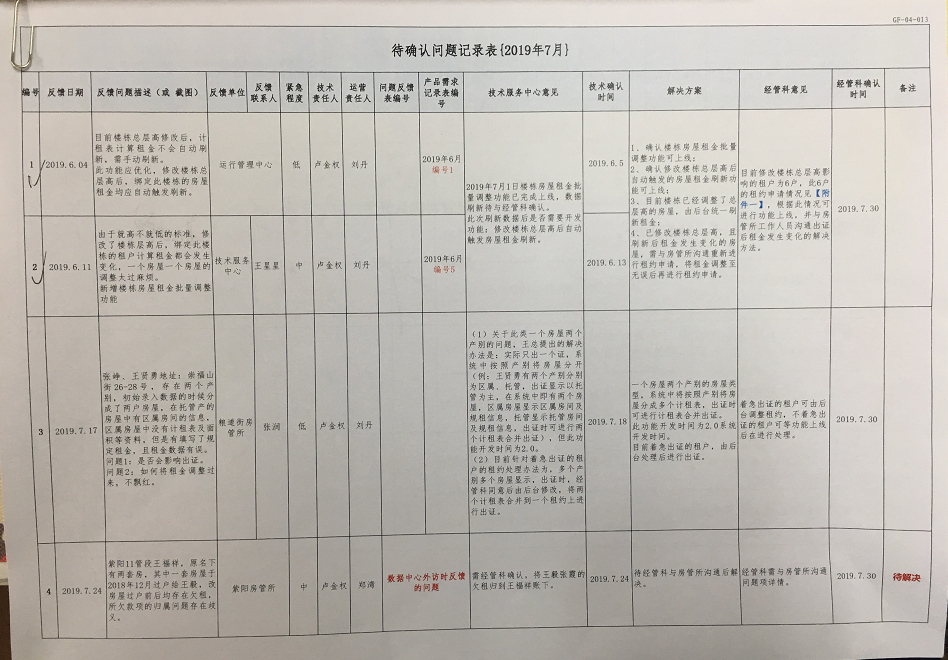 GF-04-013
待确认问题记录表{2019年7月}
编号
反馈日期
反馈问题描述（或 截图）
反馈单位
反馈
联系人
紧急
程度
技术
责任人
运营
责任人
问题反馈
表编号
产品需求
记录表编
号
技术服务中心意见
技术确认
时间
解决方案
经管科意见
经管科确认
时间
备注
1
2019.6.04
目前楼栋总层高修改后，计
租表计算租金不会自动刷
新，需手动刷新。
此功能应优化，修改楼栋总
层高后，绑定此楼栋的房屋
租金均应自动触发刷新。
运行管理中心
低
卢金权
刘丹
2019年6月
编号1
2019年7月1日楼栋房屋租金批
量调整功能已完成上线，数据
刷新待与经管科确认。
此次刷新数据后是否需要开发
功能：修改楼栋总层高后自动
触发房屋租金刷新。
2019.6.5
1、确认楼栋房屋租金批量
调整功能可上线；
2、确认修改楼栋总层高后
自动触发的房屋租金刷新功
能可上线；
3、目前楼栋已经调整了总
层高的房屋，由后台统一刷
新租金；
4、已修改楼栋总层高，且
刷新后租金发生变化的房
屋，需与房管所沟通重新进
行租约申请，将租金调整至
无误后再进行租约申请。
目前修改楼栋总层高影
响的租户为6户，此6户
的租约申请情况见【附
件一】，根据此情况可
进行功能上线，并与房
管所工作人员沟通出证
后租金发生变化的解决
方法。
2019.7.30
2
2019.6.11
由于就高不就低的标准，修
改了楼栋层高后，绑定此楼
栋的租户计算租金都会发生
变化，一个房屋一个房屋的
调整太过麻烦。
新增楼栋房屋租金批量调整
功能
技术服务
中心
王星星
中
卢金权
刘丹
2019年6月
编号5
2019.6.13
3
2019.7.17
张峥、王贤勇地址：崇福山
街26-28号，存在两个产
别，初始录入数据的时候分
成了两户房屋，在托管产的
房屋中有区属房间的信息，
区属房屋中没有计租表及面
积等资料，但是有填写了规
定租金，且租金数据有误。
问题1：是否会影响出证。
问题2：如何将租金调整过
来，不飘红。
粮道街房
管所
张润
低
卢金权
刘丹
（1）关于此类一个房屋两个
产别的问题，王总提出的解决
办法是：实际只出一个证，系
统中按照产别将房屋分开
（例：王贤勇有两个产别分别
为区属、托管，出证显示以托
管为主，在系统中即有两个房
屋，区属房屋显示区属房间及
规租信息，托管显示托管房间
及规租信息，出证时可进行两
个计租表合并出证），但此功
能开发时间为2.0。
（2）目前针对着急出证的租
户的租约处理办法为，多个产
别多个房屋显示，出证时，经
管科同意后由后台修改，将两
个计租表合并到一个租约上进
行出证。
2019.7.18
一个房屋两个产别的房屋类
型，系统中将按照产别将房
屋分成多个计租表，出证时
可进行计租表合并出证。
此功能开发时间为2.0系统
开发时间。
目前着急出证的租户，由后
台处理后进行出证。
着急出证的租户可由后
台调整租约，不着急出
证的租户可等功能上线
后在进行处理。
2019.7.30
4
2019.7.24
紫阳11管段王福祥，原名下
有两套房，其中一套房屋于
2018年12月过户给王毅，改
房屋过户前后均存在欠租，
所欠款项的归属问题存在歧
义。
紫阳房管所
中
卢金权
郑涛
数据中心外访时反馈
的问题
需经管科确认，将王毅张霞的
欠租归到王福祥账下。
2019.7.24
待经管科与房管所沟通后解
决。
经管科需与房管所沟通
问题项详情。
2019.7.30
待解决